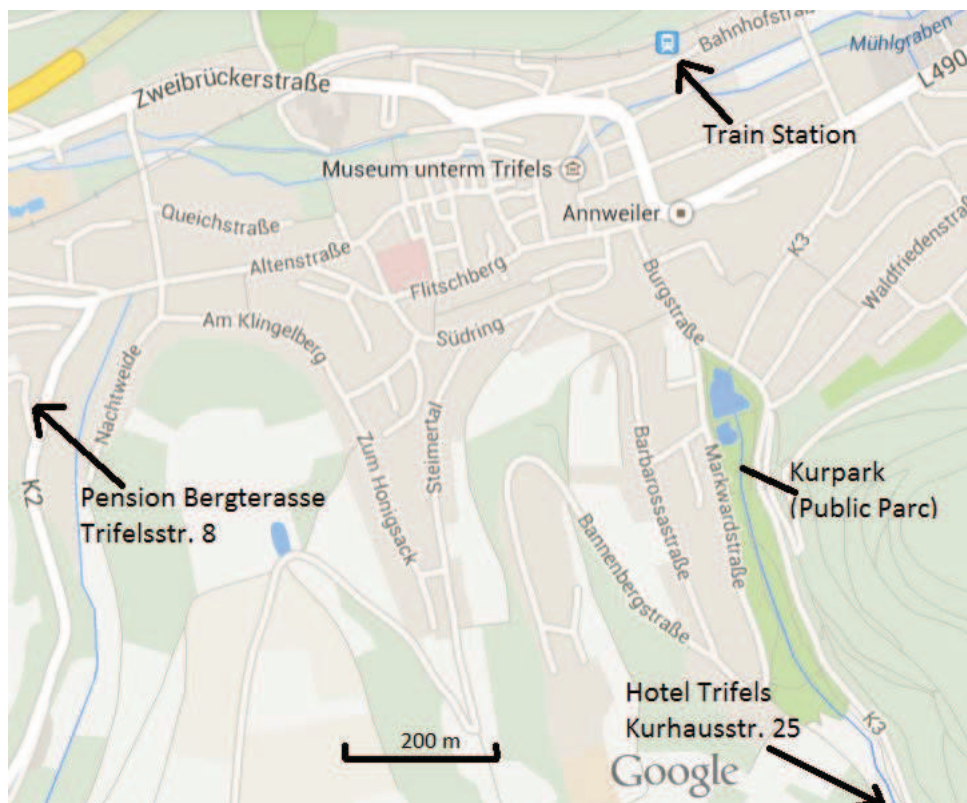 Bahnhofstraß
Mühlgraben
Zweibrückerstraße
L490
Train Station
Museum unterm Trifels
Queichstraße
Annweiler
Altenstraße
K3
Waldfriedenstraß
Flitschberg
Burgstraße
Am Klingelberg
Südring
Nachtweide
Steimertal
Zum Honigsack
Barbarossastraße
Markwardstraße
Kurpark
(Public Parc)
K2
Pension Bergterasse
Trifelsstr. 8
Bannenbergstraße
Hotel Trifels
Kurhausstr. 25
K3
200 m
Google